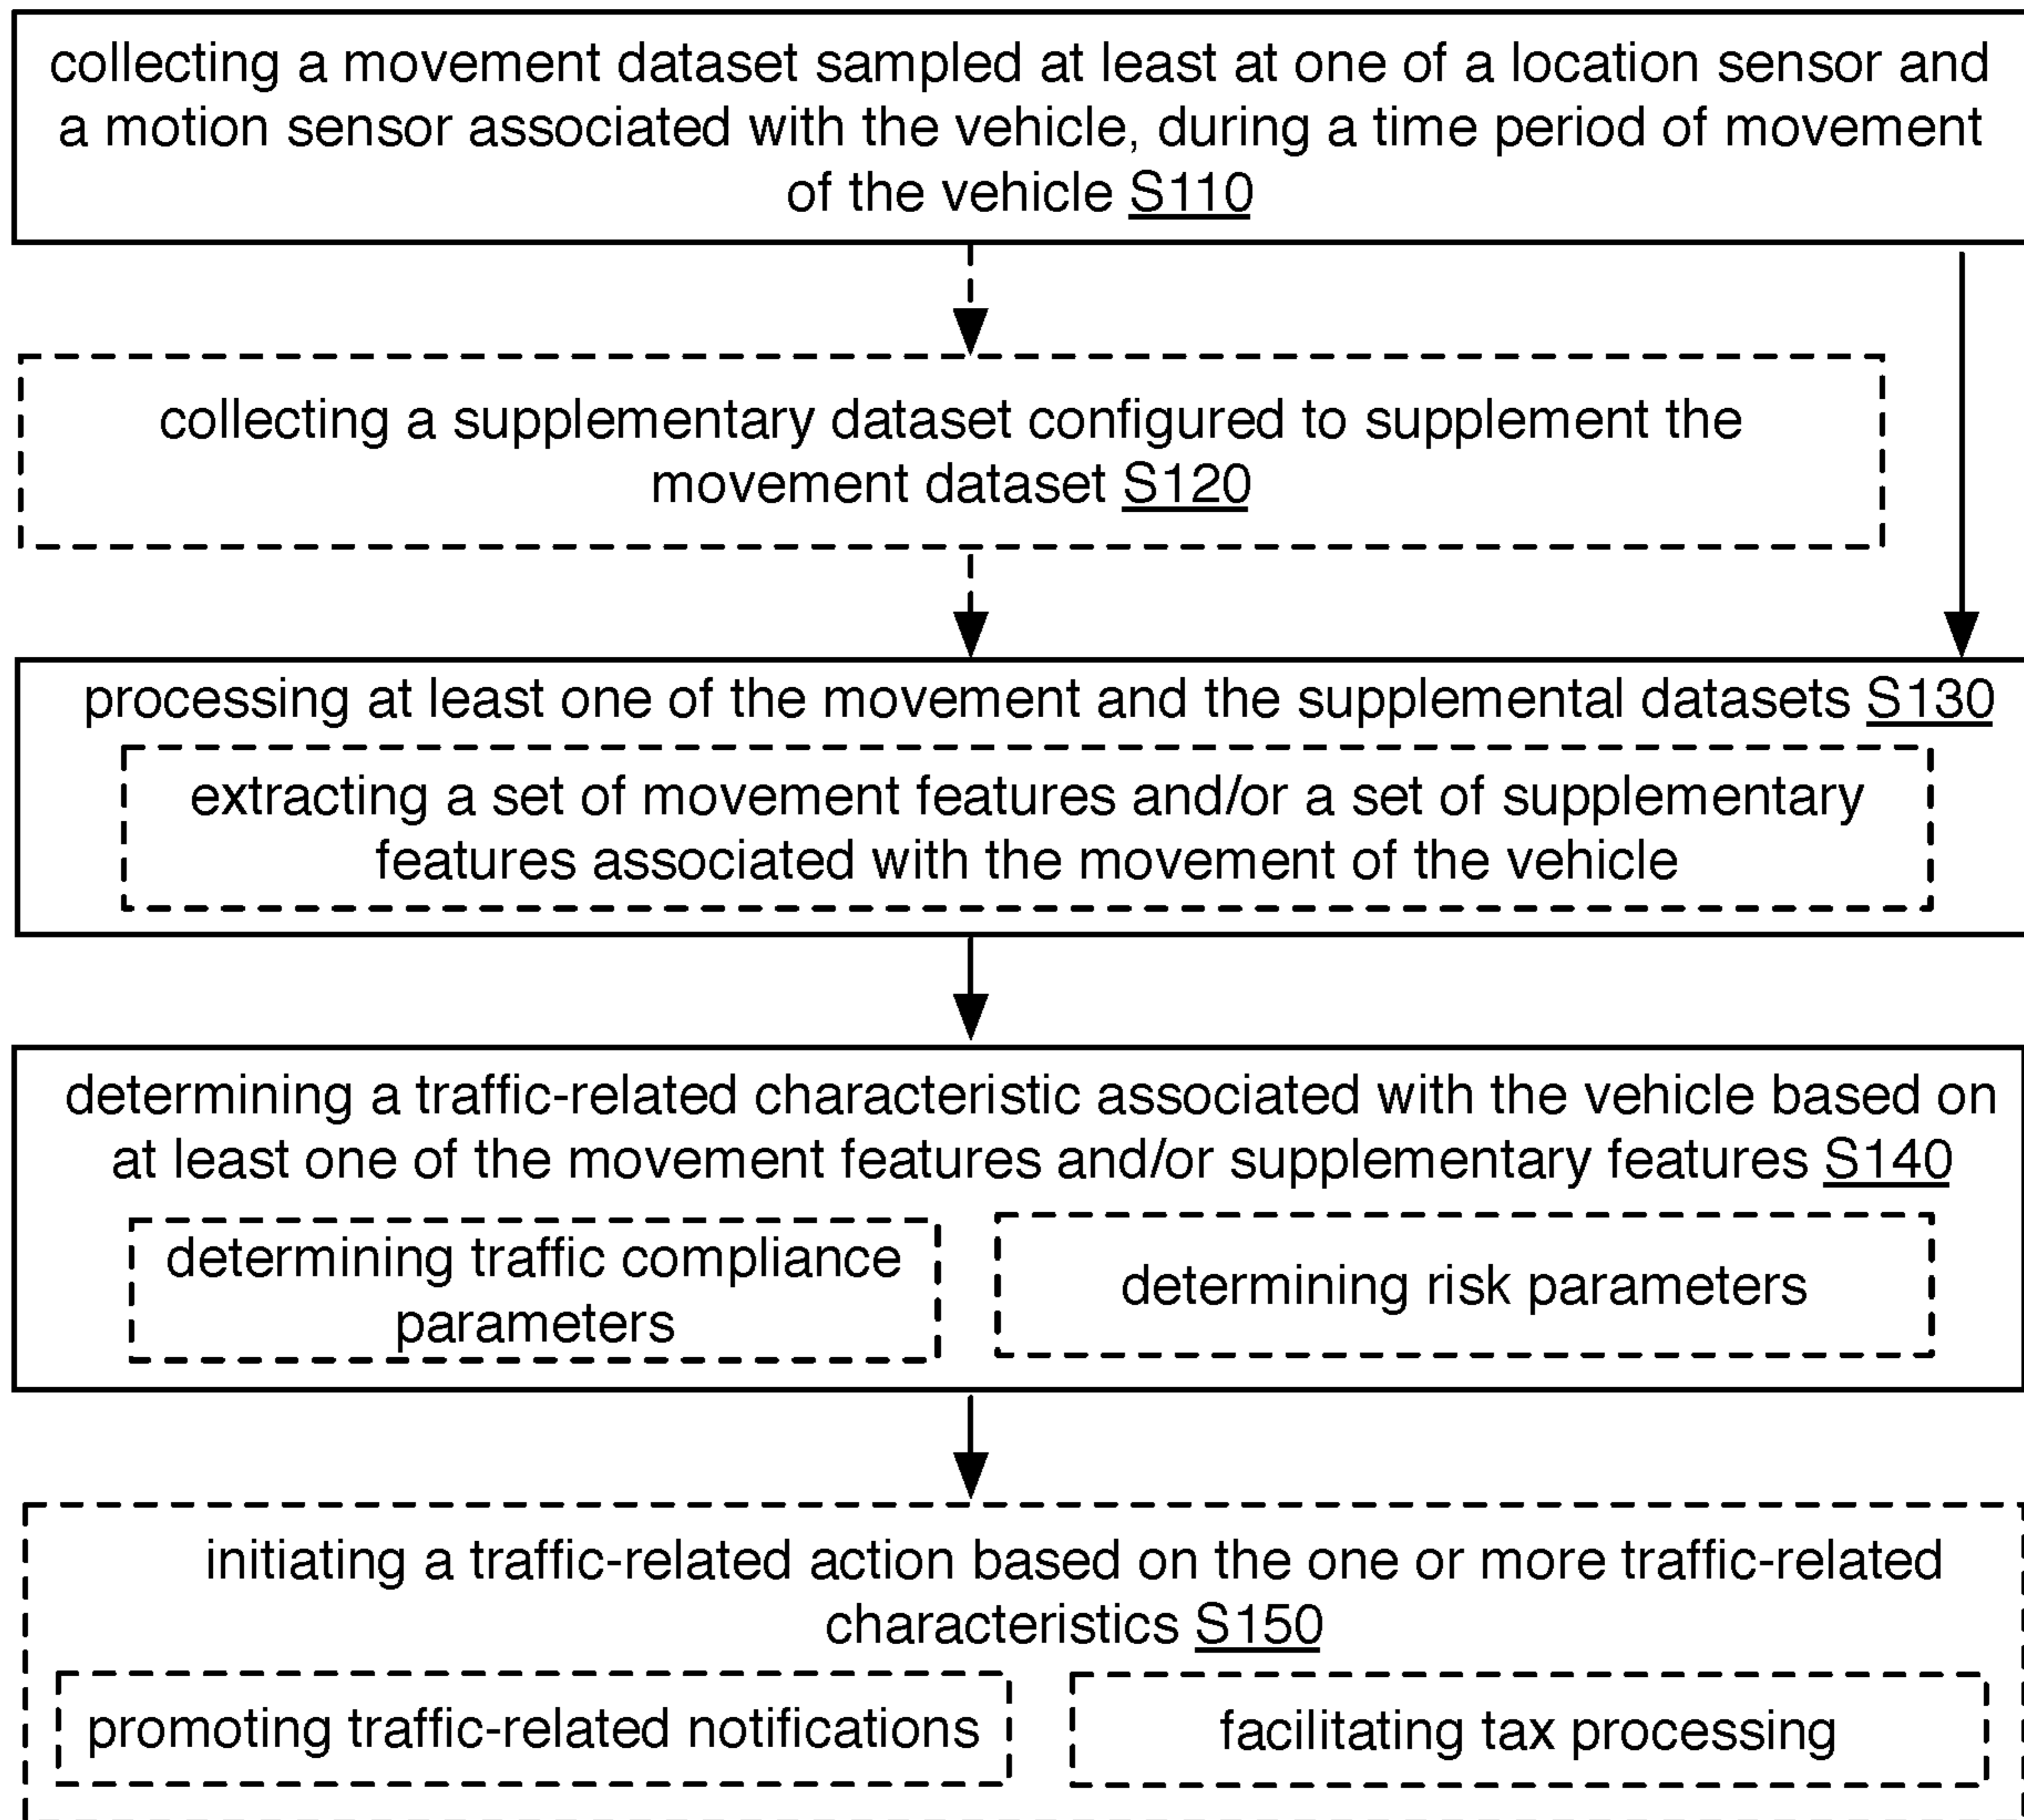 collecting a movement dataset sampled at least at one of a location sensor and
a motion sensor associated with the vehicle, during a time period of movement
of the vehicle S110
collecting a supplementary dataset configured to supplement the
movement dataset S120
processing at least one of the movement and the supplemental datasets S130
extracting a set of movement features and/or a set of supplementary
features associated with the movement of the vehicle
determining a traffic-related characteristic associated with the vehicle based on
at least one of the movement features and/or supplementary features S140
determining traffic compliance
parameters
determining risk parameters
initiating a traffic-related action based on the one or more traffic-related
characteristics S150
promoting traffic-related notifications
facilitating tax processing